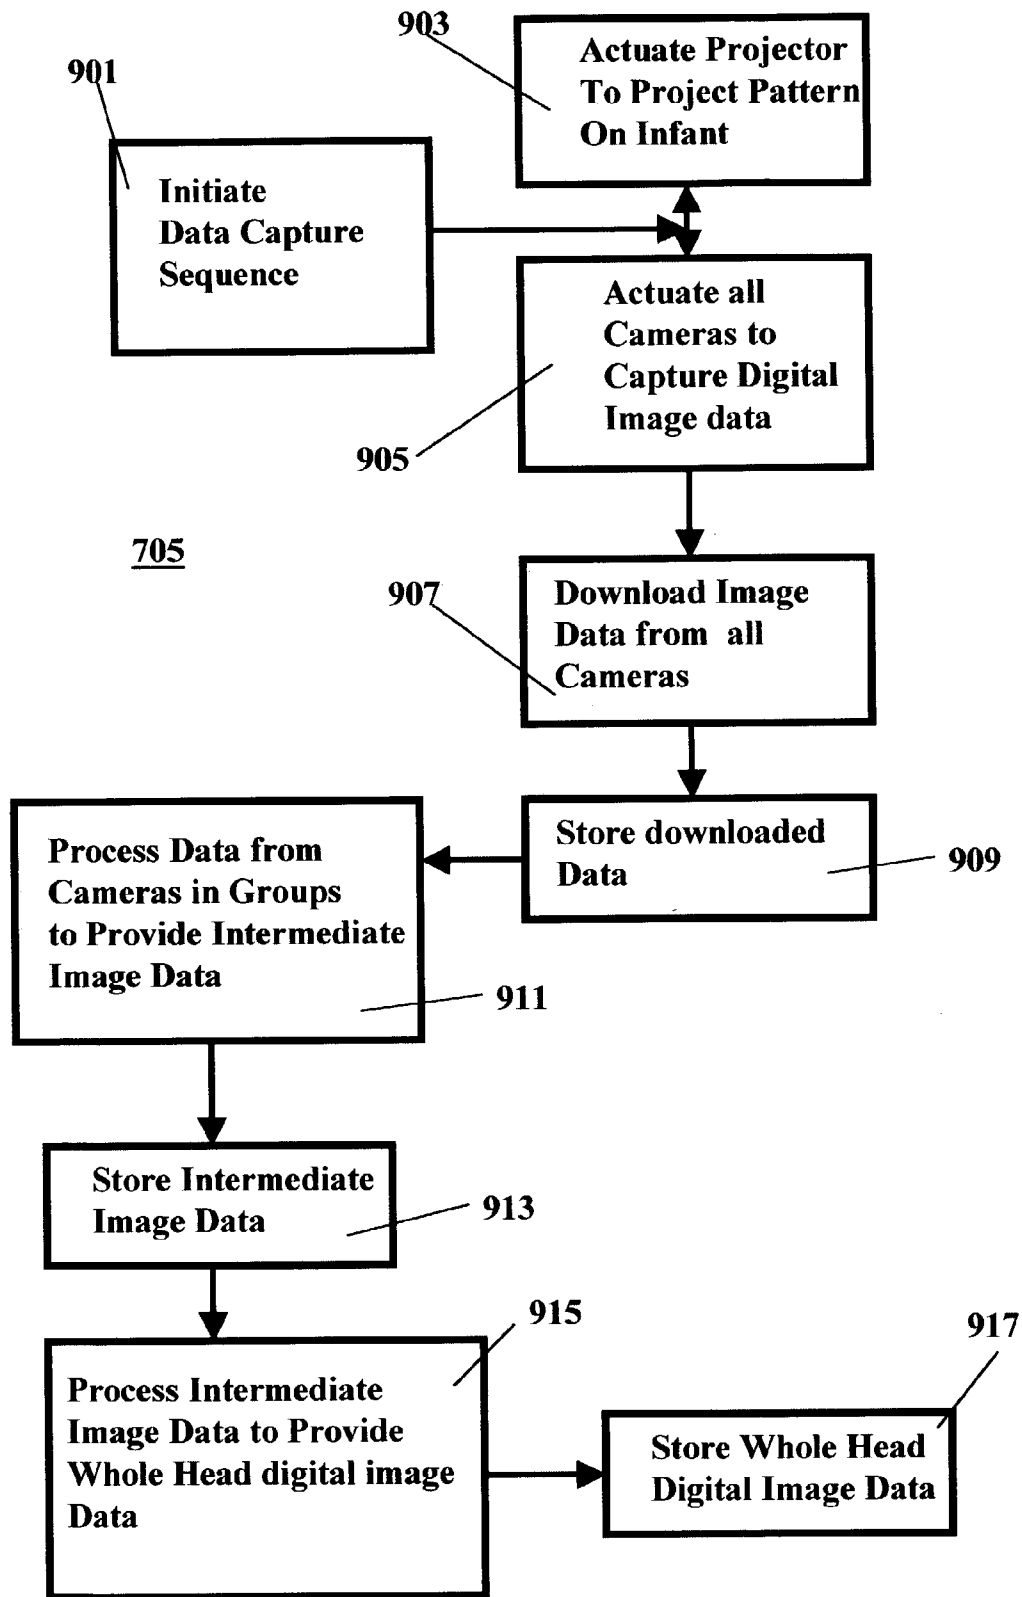 903
Actuate Projector
To Project Pattern
On Infant
901
Initiate
Data Capture
Sequence
Actuate all
Cameras to
Capture Digital
Image data
905
705
907
Download Image
Data from all
Cameras
Store downloaded
Data
909
Process Data from
Cameras in Groups
to Provide Intermediate
Image Data
911
Store Intermediate
Image Data
913
915
917
Process Intermediate
Image Data to Provide
Whole Head digital image
Data
Store Whole Head
Digital Image Data